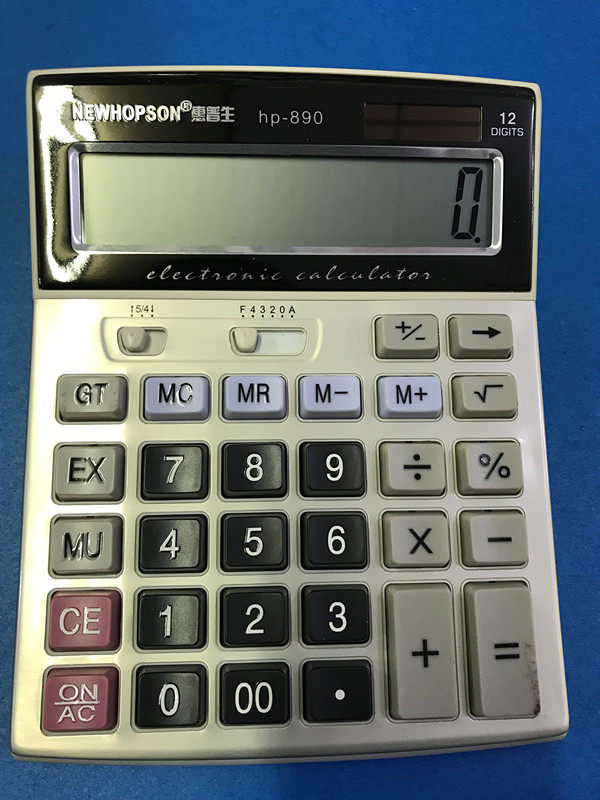 NEWHOPSON® 惠普生 hp-890
12
DIGITS
0.
electronic calculator
↑5/4↓ F 4 3 2 0 A
+/− →
GT MC MR M− M+ √
EX 7 8 9 ÷ %
MU 4 5 6 X −
CE 1 2 3 + =
ON
AC 0 00 •